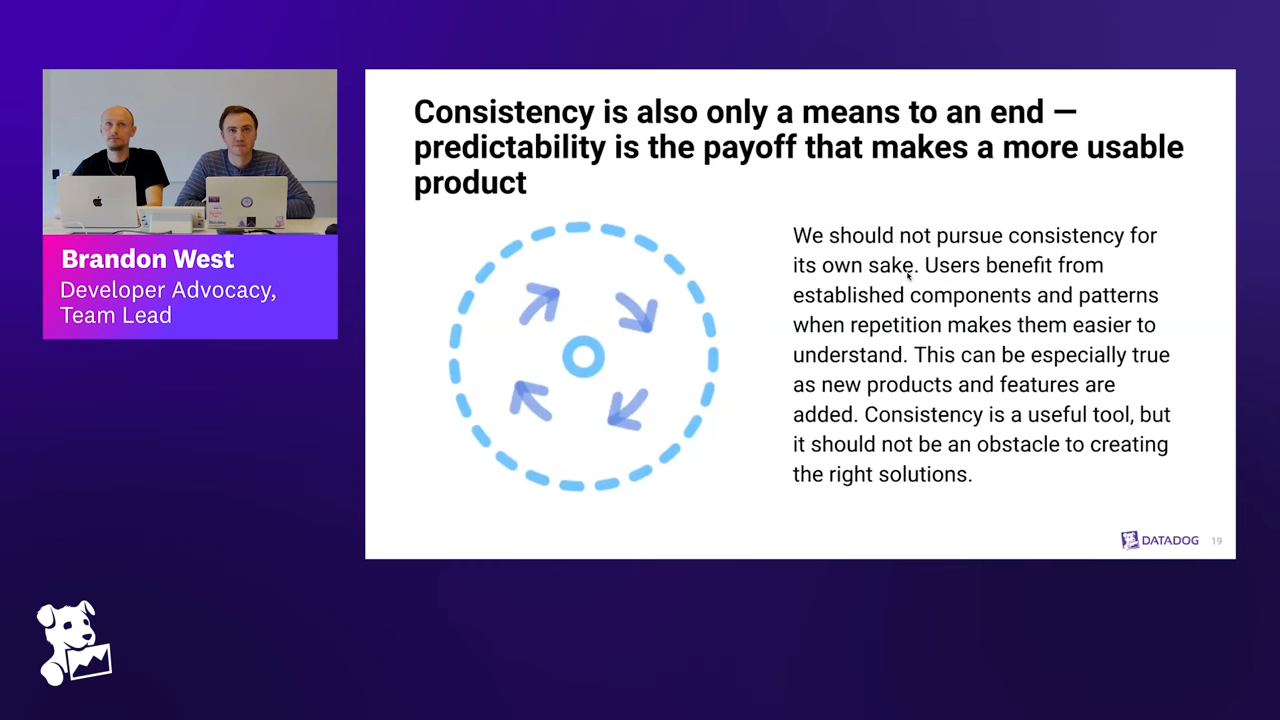 Consistency is also only a means to an end —
predictability is the payoff that makes a more usable
product
Brandon West
Developer Advocacy,
Team Lead
We should not pursue consistency for
its own sake. Users benefit from
established components and patterns
when repetition makes them easier to
understand. This can be especially true
as new products and features are
added. Consistency is a useful tool, but
it should not be an obstacle to creating
the right solutions.
DATADOG
19